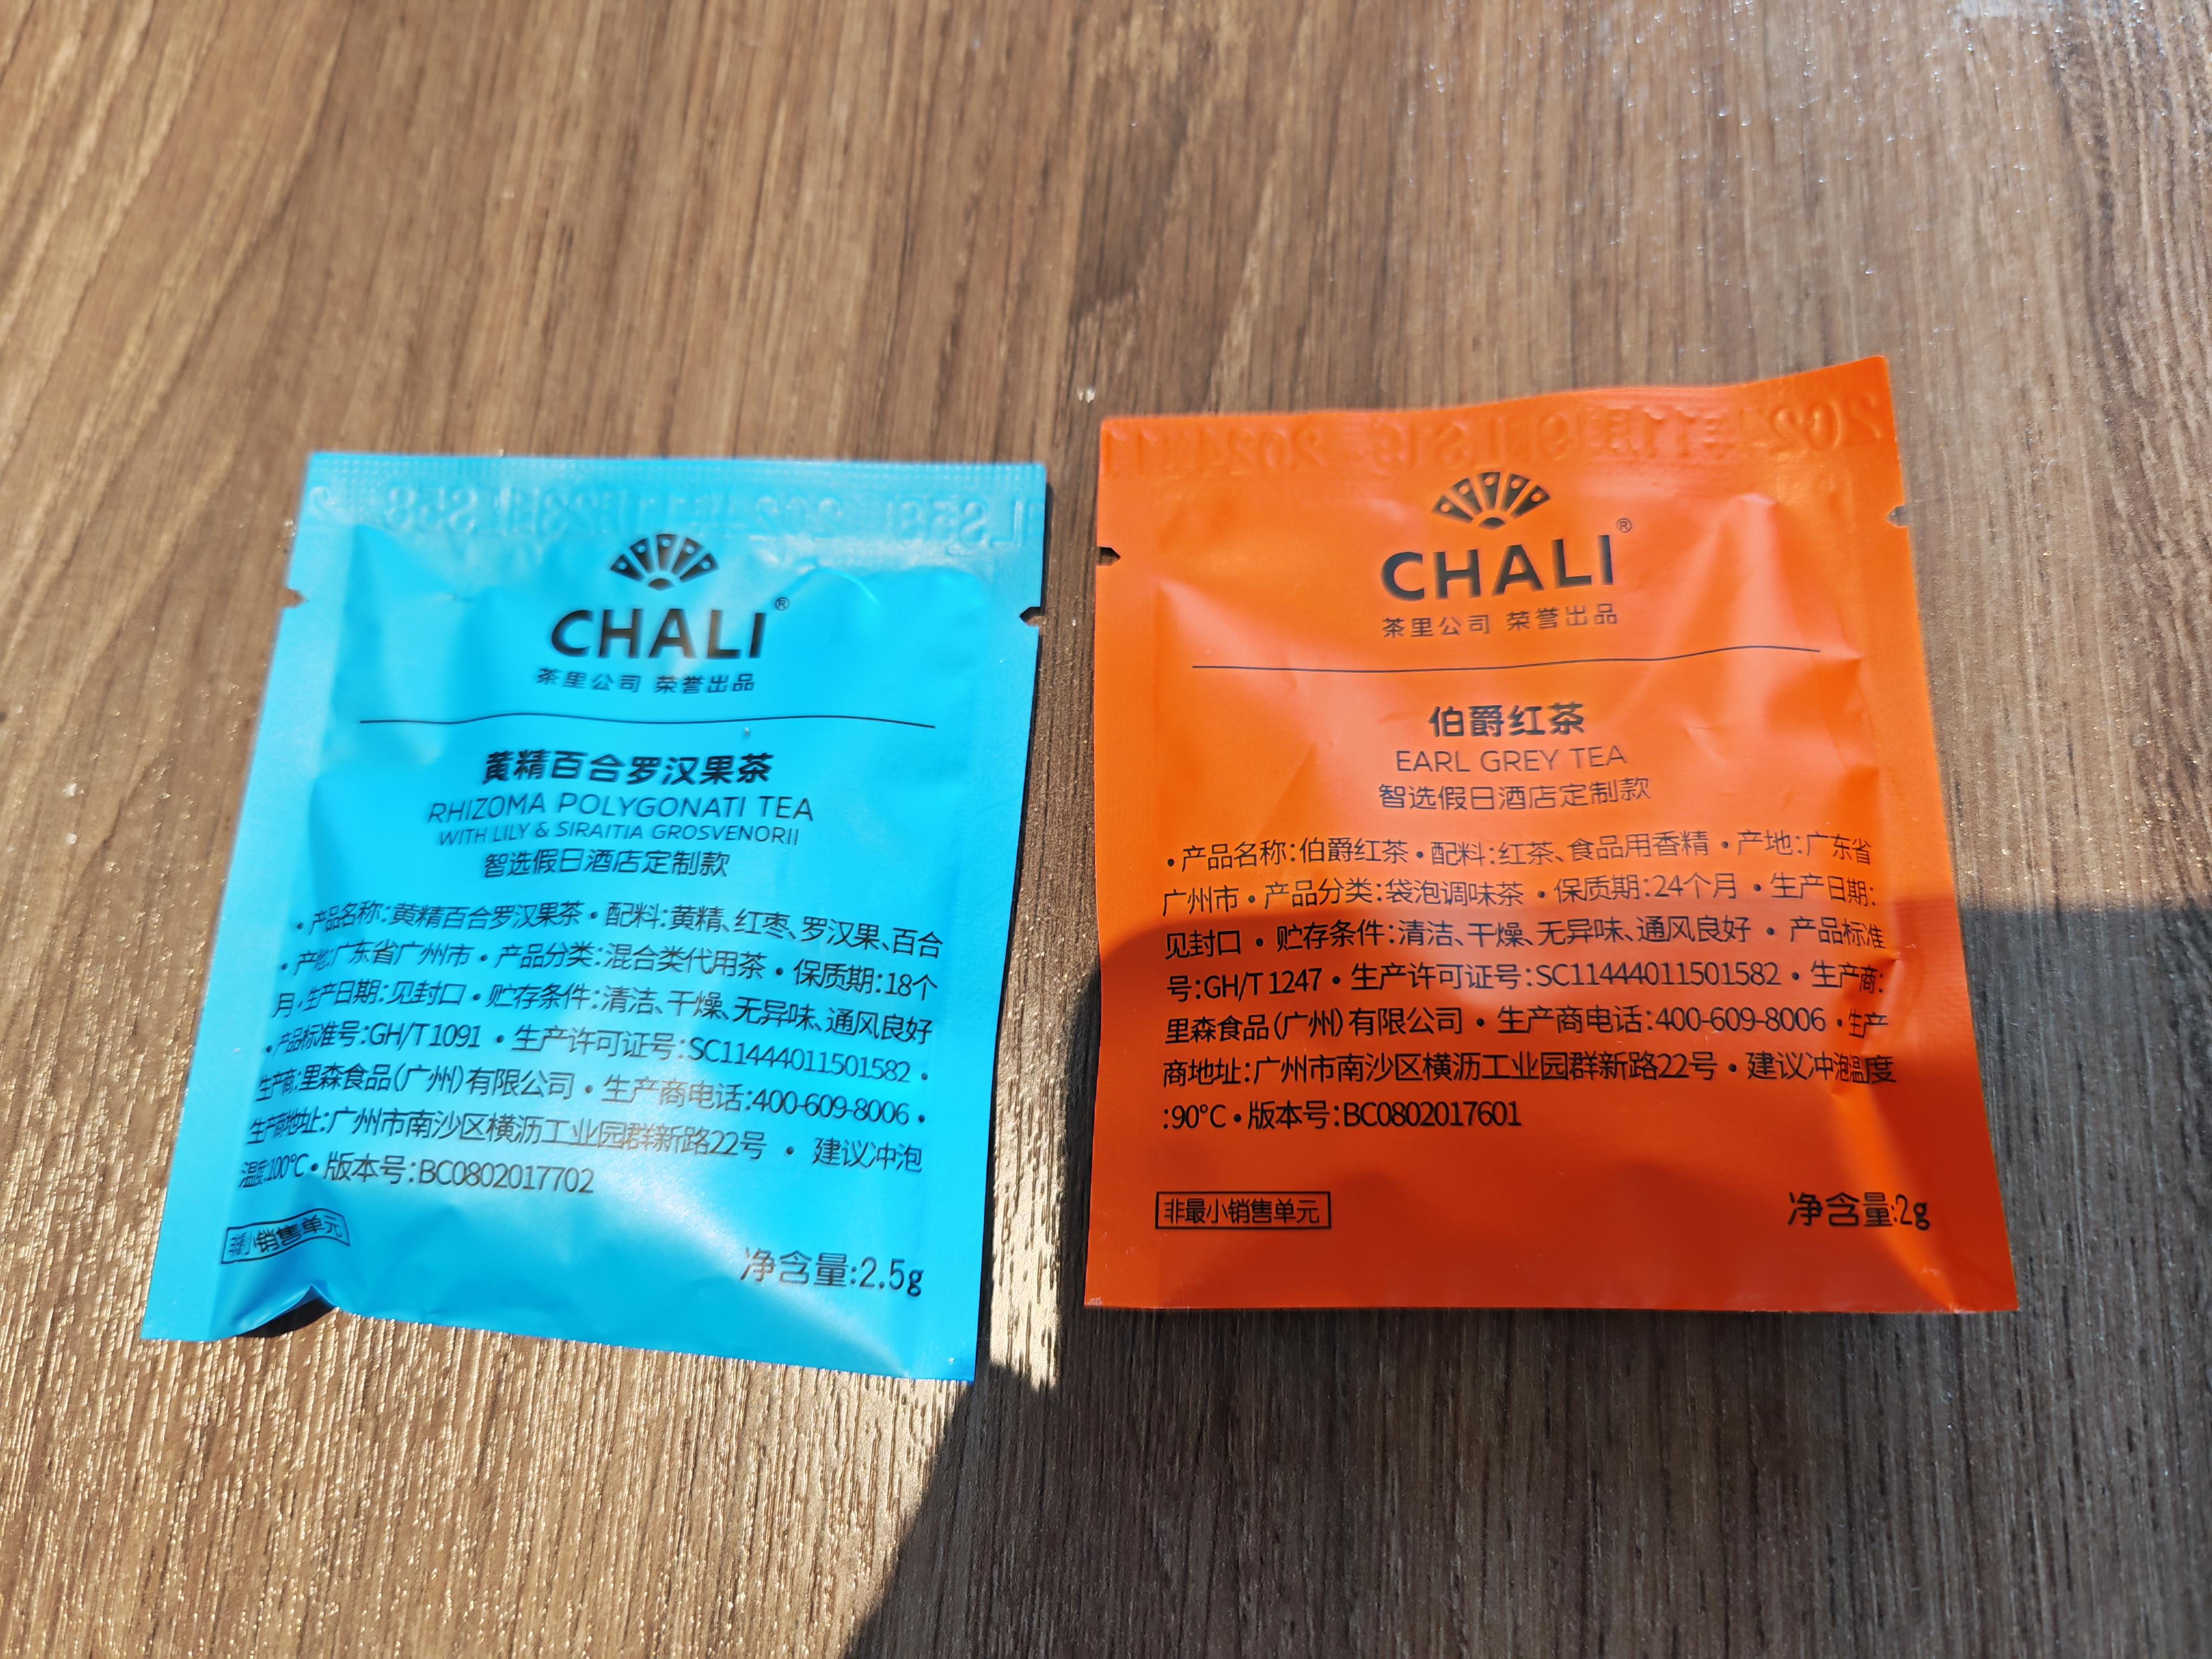 CHALI®
茶里公司 荣誉出品
黄精百合罗汉果茶
RHIZOMA POLYGONATI TEA
WITH LILY & SIRAITIA GROSVENORII
智选假日酒店定制款
·产品名称:黄精百合罗汉果茶·配料:黄精、红枣、罗汉果、百合
·产地:广东省广州市·产品分类:混合类代用茶·保质期:18个
月·生产日期:见封口·贮存条件:清洁、干燥、无异味、通风良好
·产品标准号:GH/T 1091·生产许可证号:SC11444011501582·
生产商:里森食品(广州)有限公司·生产商电话:400-609-8006·
生产商地址:广州市南沙区横沥工业园群新路22号·建议冲泡
温度:100°C·版本号:BC0802017702
非最小销售单元
净含量:2.5g
CHALI®
茶里公司 荣誉出品
伯爵红茶
EARL GREY TEA
智选假日酒店定制款
·产品名称:伯爵红茶·配料:红茶、食品用香精·产地:广东省
广州市·产品分类:袋泡调味茶·保质期:24个月·生产日期:
见封口·贮存条件:清洁、干燥、无异味、通风良好·产品标准
号:GH/T 1247·生产许可证号:SC11444011501582·生产商:
里森食品(广州)有限公司·生产商电话:400-609-8006·生产
商地址:广州市南沙区横沥工业园群新路22号·建议冲泡温度
:90°C·版本号:BC0802017601
非最小销售单元
净含量:2g